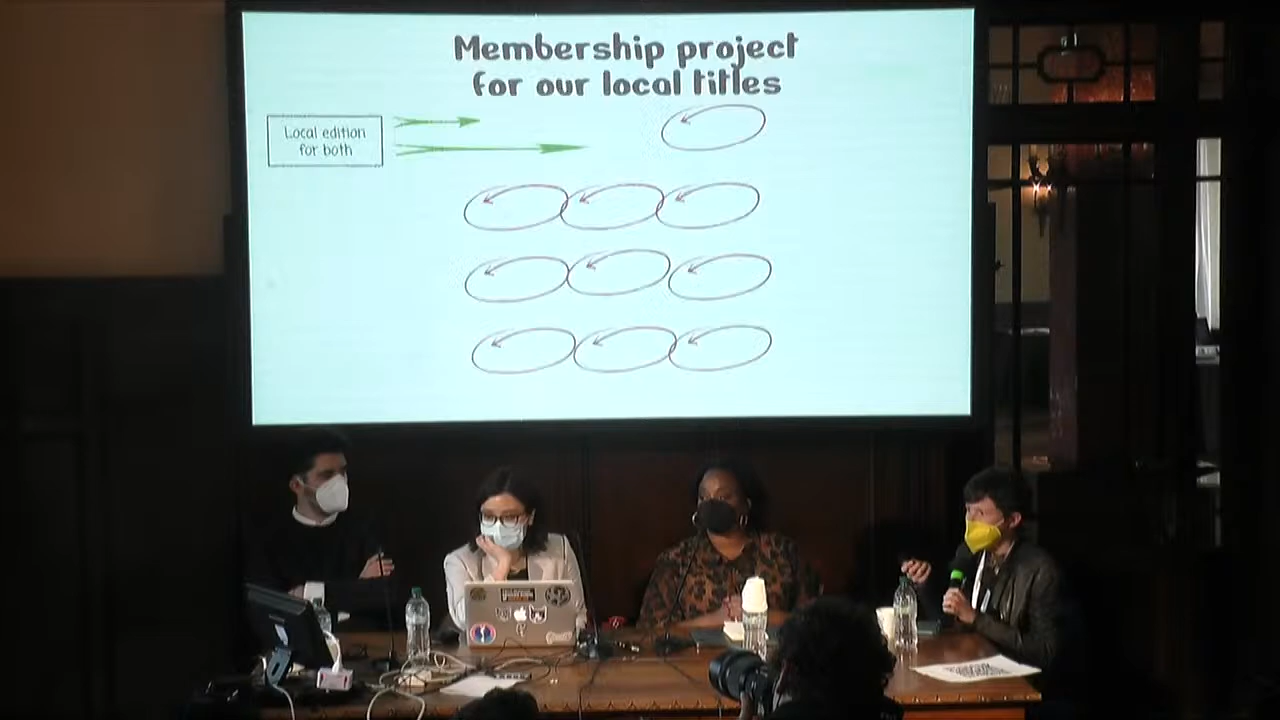 Membership project
for our local titles
Local edition
for both